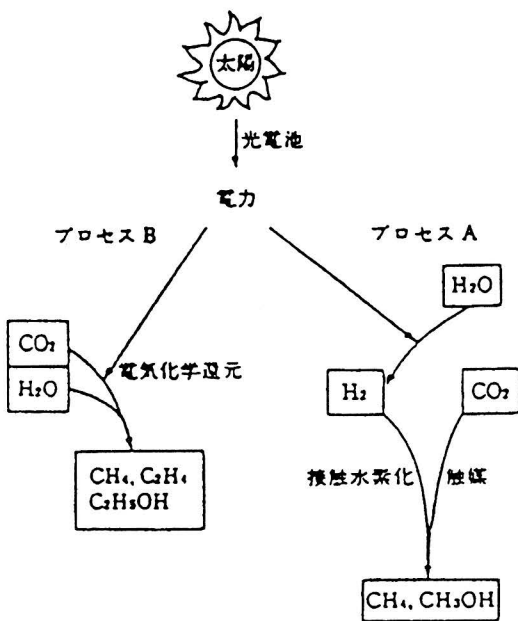 太陽
光電池
電力
プロセスB
プロセスA
H₂O
CO₂
H₂O
電気化学還元
H₂
CO₂
CH₄, C₂H₄
C₂H₅OH
接触水素化
触媒
CH₄, CH₃OH